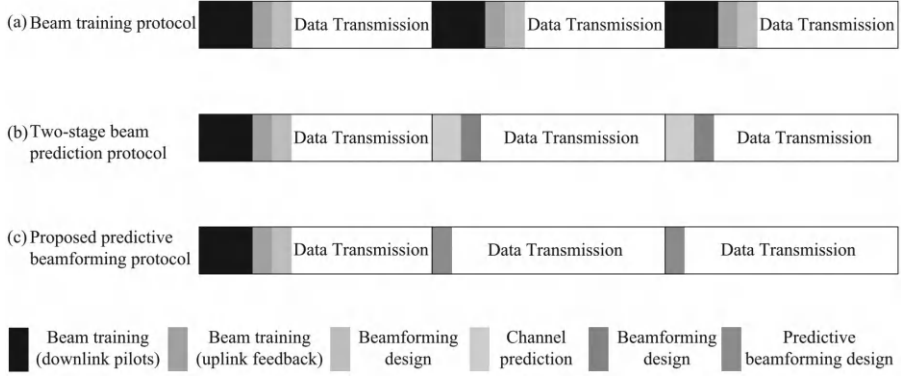 (a) Beam training protocol
Data Transmission
Data Transmission
Data Transmission
(b) Two-stage beam
prediction protocol
Data Transmission
Data Transmission
Data Transmission
(c) Proposed predictive
beamforming protocol
Data Transmission
Data Transmission
Data Transmission
Beam training
(downlink pilots)
Beam training
(uplink feedback)
Beamforming
design
Channel
prediction
Beamforming
design
Predictive
beamforming design